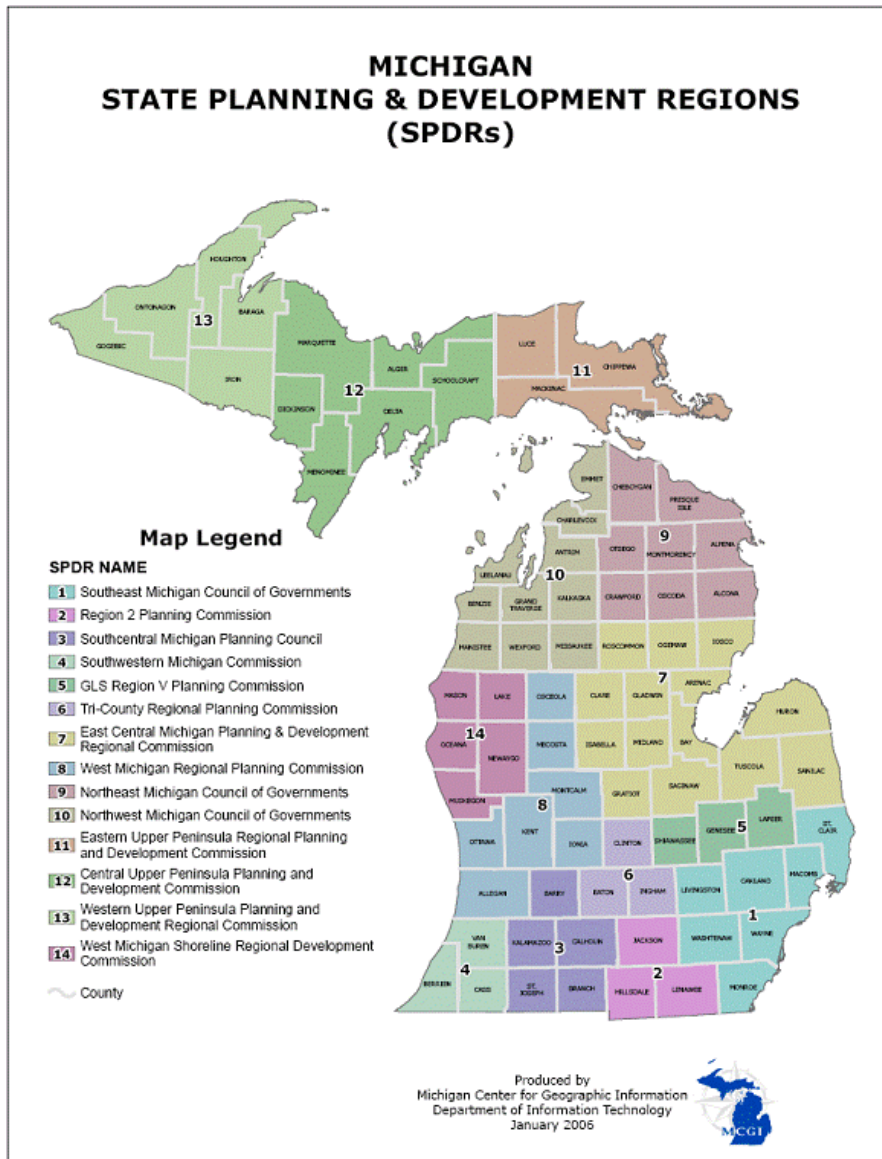 MICHIGAN
STATE PLANNING & DEVELOPMENT REGIONS
(SPDRs)
HOUGHTON
ONTONAGON
13
BARAGA
GOGEBIC
IRON
MARQUETTE
ALGER
SCHOOLCRAFT
12
DICKINSON
DELTA
MENOMINEE
LUCE
11
CHIPPEWA
MACKINAC
EMMET
CHEBOYGAN
PRESQUE
ISLE
CHARLEVOIX
9
ANTRIM
OTSEGO
MONTMORENCY
ALPENA
10
LEELANAU
BENZIE
GRAND
TRAVERSE
KALKASKA
CRAWFORD
OSCODA
ALCONA
MANISTEE
WEXFORD
MISSAUKEE
ROSCOMMON
OGEMAW
IOSCO
7
ARENAC
MASON
LAKE
OSCEOLA
CLARE
GLADWIN
HURON
14
OCEANA
NEWAYGO
MECOSTA
ISABELLA
MIDLAND
BAY
TUSCOLA
SANILAC
MUSKEGON
MONTCALM
GRATIOT
SAGINAW
8
OTTAWA
KENT
IONIA
CLINTON
SHIAWASSEE
GENESEE
5
LAPEER
ST.
CLAIR
6
ALLEGAN
BARRY
EATON
INGHAM
LIVINGSTON
OAKLAND
MACOMB
1
VAN
BUREN
KALAMAZOO
3
CALHOUN
JACKSON
WASHTENAW
WAYNE
4
2
BERRIEN
CASS
ST.
JOSEPH
BRANCH
HILLSDALE
LENAWEE
MONROE
Map Legend
SPDR NAME
1 Southeast Michigan Council of Governments
2 Region 2 Planning Commission
3 Southcentral Michigan Planning Council
4 Southwestern Michigan Commission
5 GLS Region V Planning Commission
6 Tri-County Regional Planning Commission
7 East Central Michigan Planning & Development
Regional Commission
8 West Michigan Regional Planning Commission
9 Northeast Michigan Council of Governments
10 Northwest Michigan Council of Governments
11 Eastern Upper Peninsula Regional Planning
and Development Commission
12 Central Upper Peninsula Planning and
Development Commission
13 Western Upper Peninsula Planning and
Development Regional Commission
14 West Michigan Shoreline Regional Development
Commission
County
Produced by
Michigan Center for Geographic Information
Department of Information Technology
January 2006
MCGI